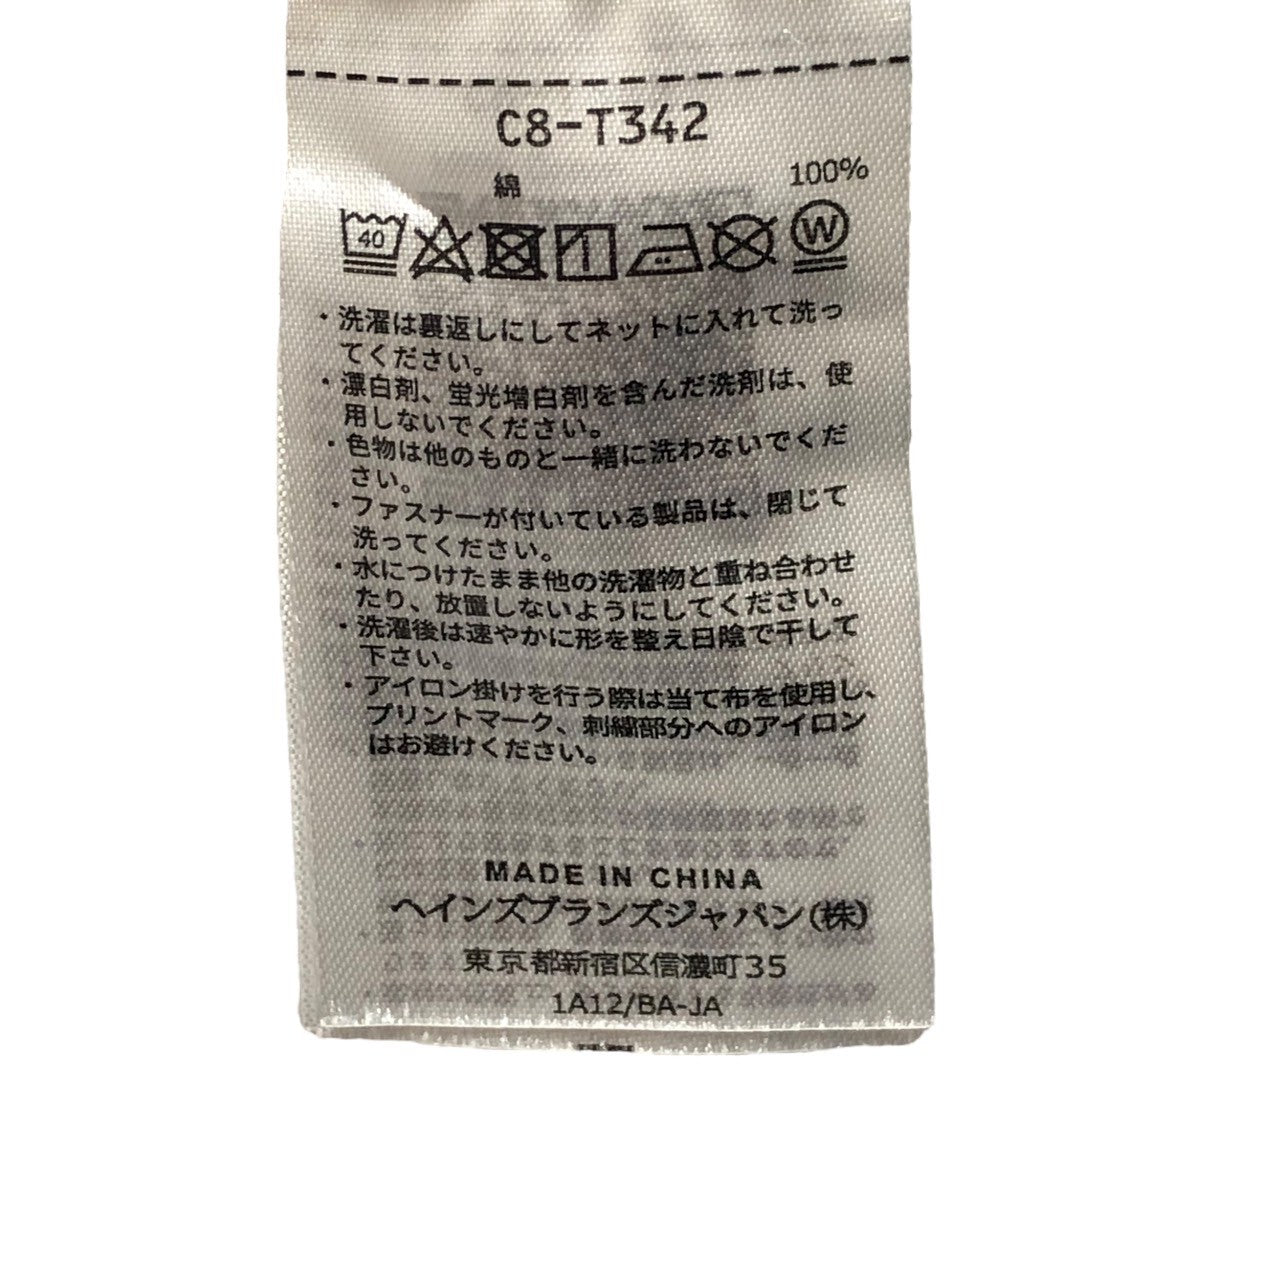 C8-T342
綿 100%
40 W
・洗濯は裏返しにしてネットに入れて洗っ
てください。
・漂白剤、蛍光増白剤を含んだ洗剤は、使
用しないでください。
・色物は他のものと一緒に洗わないでくだ
さい。
・ファスナーが付いている製品は、閉じて
洗ってください。
・水につけたまま他の洗濯物と重ね合わせ
たり、放置しないようにしてください。
・洗濯後は速やかに形を整え日陰で干して
下さい。
・アイロン掛けを行う際は当て布を使用し、
プリントマーク、刺繍部分へのアイロン
はお避けください。
MADE IN CHINA
ヘインズブランズジャパン(株)
東京都新宿区信濃町35
1A12/BA-JA